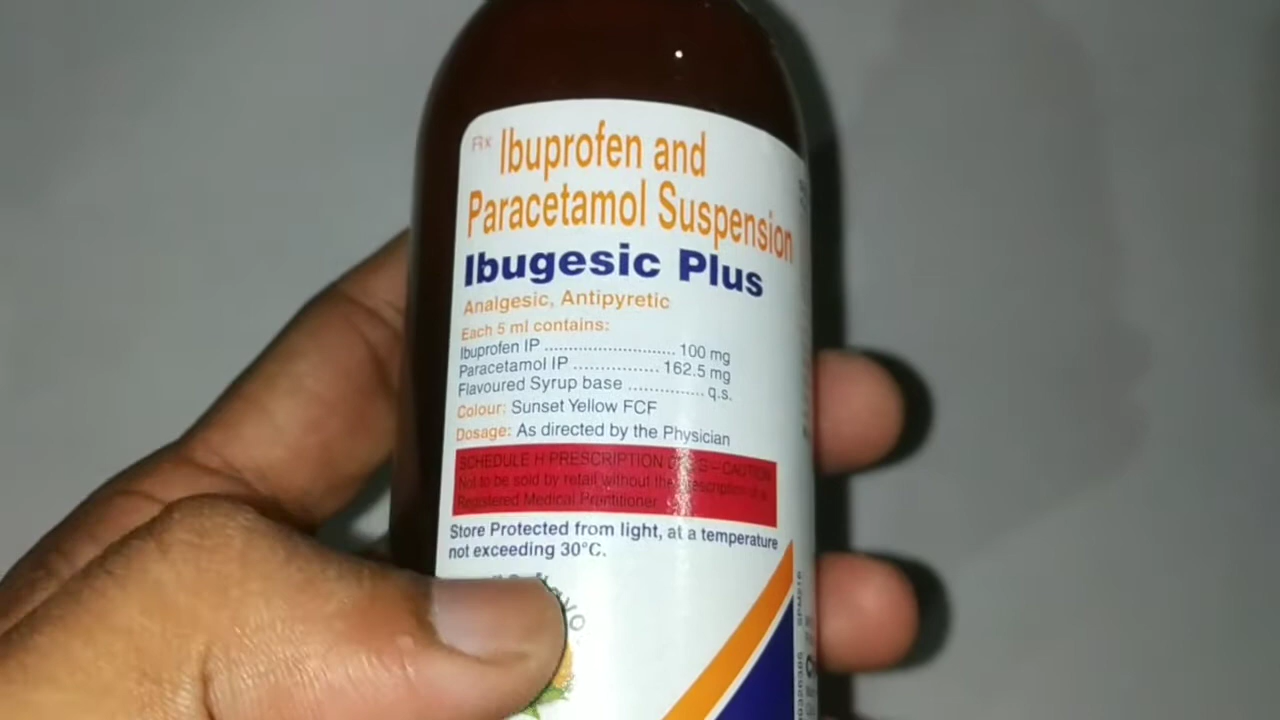 Rx Ibuprofen and
Paracetamol Suspension
Ibugesic Plus
Analgesic, Antipyretic
Each 5 ml contains:
Ibuprofen IP .......................... 100 mg
Paracetamol IP ................. 162.5 mg
Flavoured Syrup base ............... q.s.
Colour: Sunset Yellow FCF
Dosage: As directed by the Physician
SCHEDULE H PRESCRIPTION – CAUTION
Not to be sold by retail without the prescription of a
Registered Medical Practitioner
Store Protected from light, at a temperature
not exceeding 30°C.